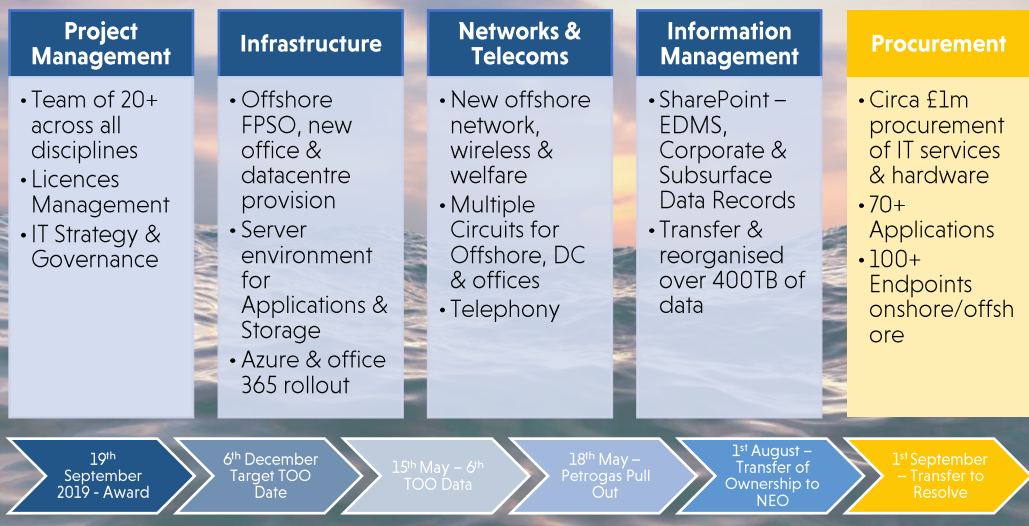 Project
Management
• Team of 20+
across all
disciplines
• Licences
Management
• IT Strategy &
Governance
Infrastructure
• Offshore
FPSO, new
office &
datacentre
provision
• Server
environment
for
Applications &
Storage
• Azure & office
365 rollout
Networks &
Telecoms
• New offshore
network,
wireless &
welfare
• Multiple
Circuits for
Offshore, DC
& offices
• Telephony
Information
Management
• SharePoint –
EDMS,
Corporate &
Subsurface
Data Records
• Transfer &
reorganised
over 400TB of
data
Procurement
• Circa £1m
procurement
of IT services
& hardware
• 70+
Applications
• 100+
Endpoints
onshore/offsh
ore
19th
September
2019 - Award
6th December
Target TOO
Date
15th May – 6th
TOO Data
18th May –
Petrogas Pull
Out
1st August –
Transfer of
Ownership to
NEO
1st September
– Transfer to
Resolve